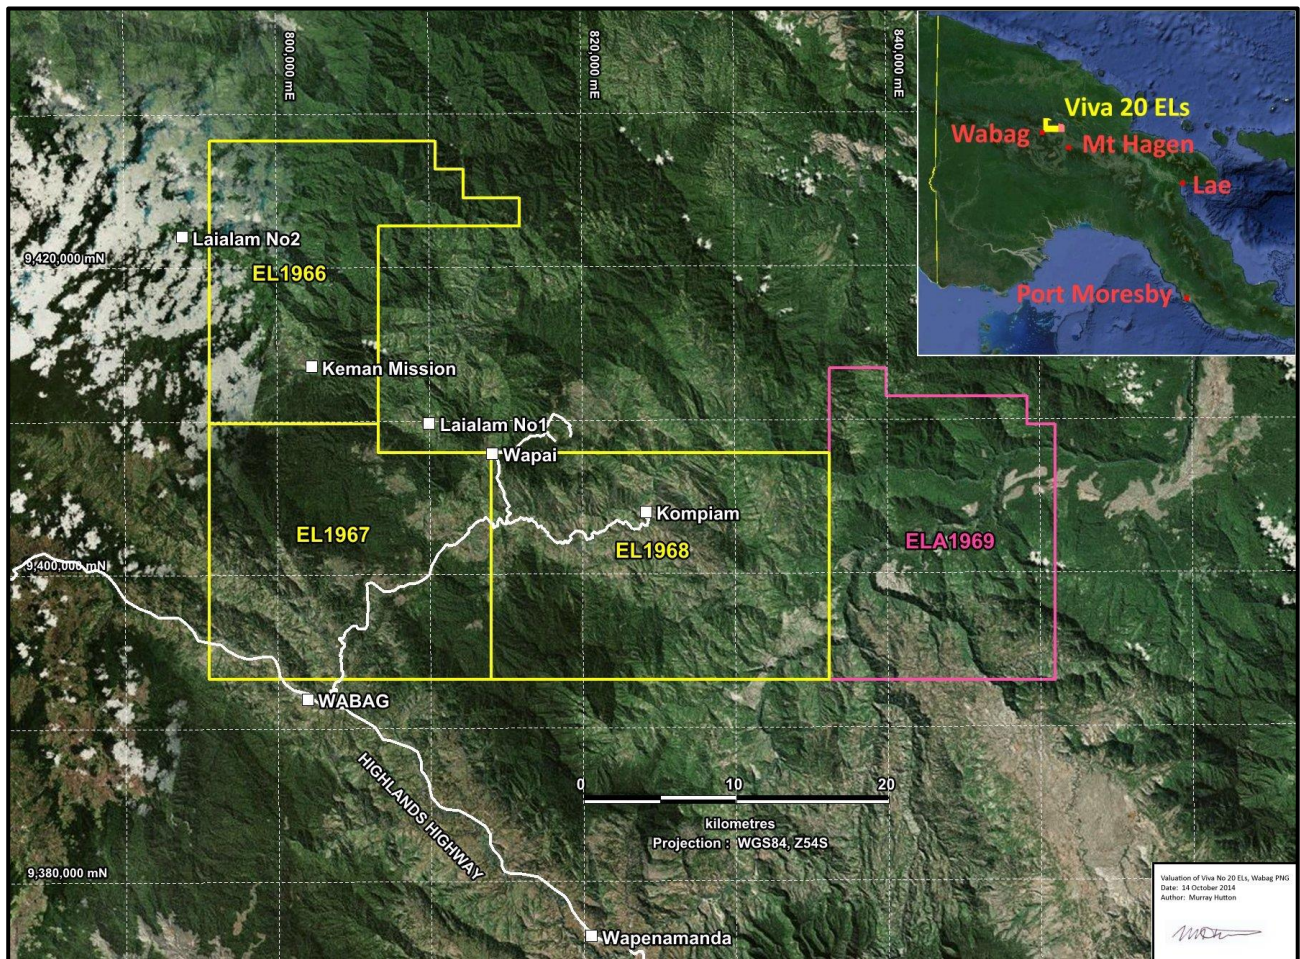 800,000 mE
820,000 mE
840,000 mE
Viva 20 ELs
Wabag
Mt Hagen
Lae
Port Moresby
Laialam No2
9,420,000 mN
EL1966
Keman Mission
Laialam No1
Wapai
Kompiam
EL1967
EL1968
ELA1969
9,400,000 mN
WABAG
HIGHLANDS HIGHWAY
0 10 20
kilometres
Projection : WGS84, Z54S
9,380,000 mN
Wapenamanda
Valuation of Viva No 20 ELs, Wabag PNG
Date: 14 October 2014
Author: Murray Hutton